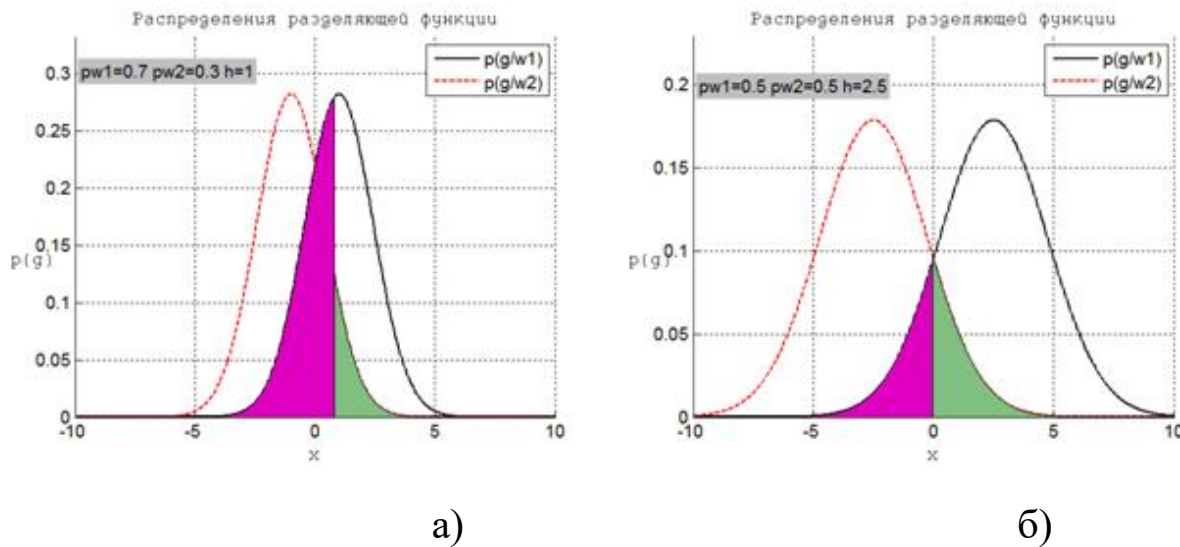 Распределения разделяющей функции
pw1=0.7 pw2=0.3 h=1
p(g/w1)
p(g/w2)
0.3
0.25
0.2
0.15
p(g)
0.1
0.05
0
-10 -5 0 5 10
x
а)
Распределения разделяющей функции
pw1=0.5 pw2=0.5 h=2.5
p(g/w1)
p(g/w2)
0.2
0.15
0.1
p(g)
0.05
0
-10 -5 0 5 10
x
б)